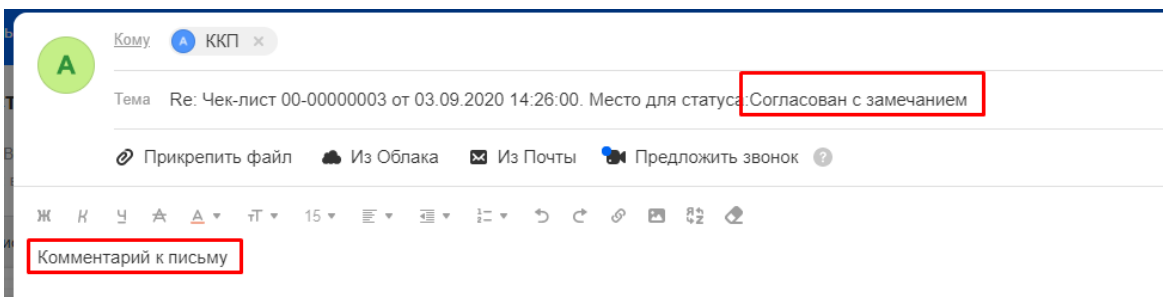 Кому А ККП ×
А
Тема Re: Чек-лист 00-00000003 от 03.09.2020 14:26:00. Место для статуса:Согласован с замечанием
Прикрепить файл Из Облака Из Почты Предложить звонок ?
Ж К Ч А А тТ 15
Комментарий к письму